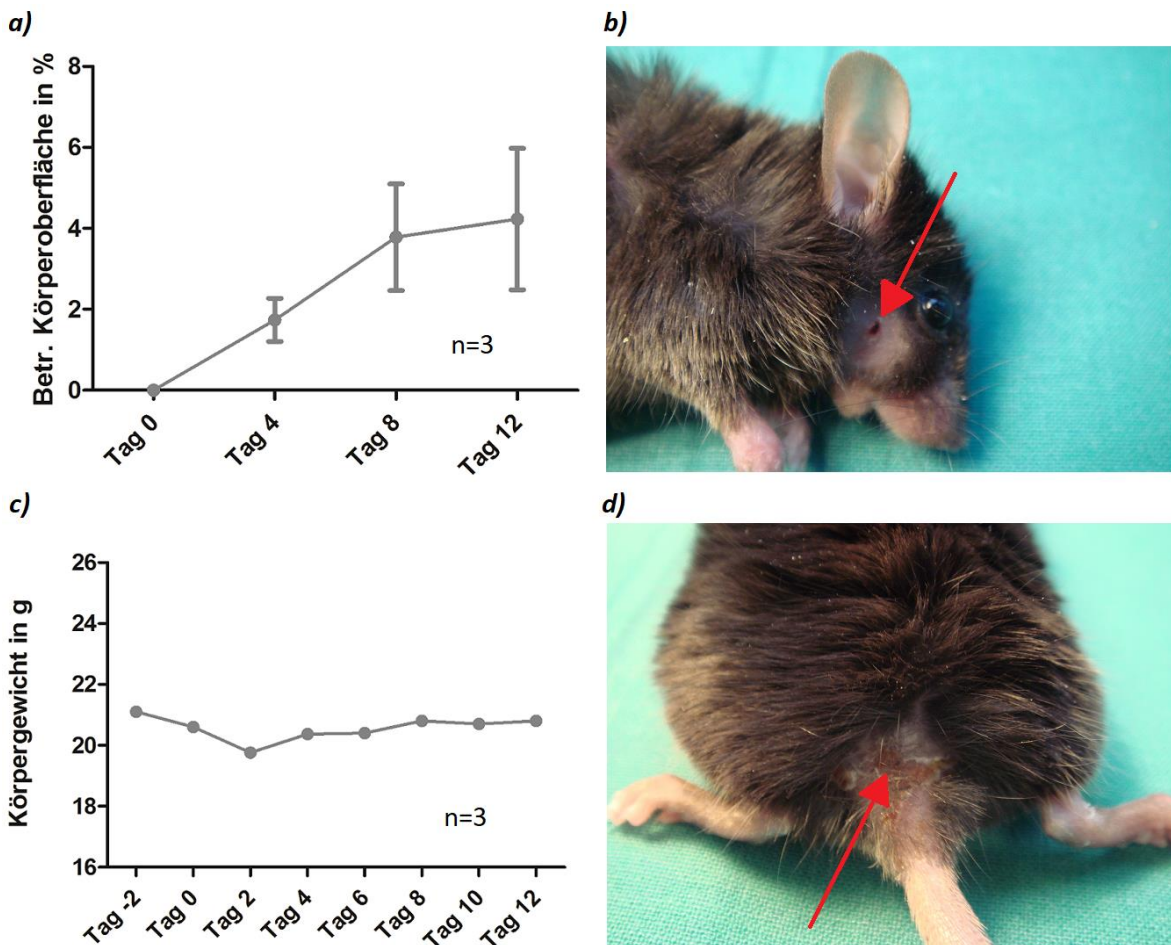 a)
Betr. Körperoberfläche in %
8
6
4
2
0
n=3
Tag 0
Tag 4
Tag 8
Tag 12
b)
c)
Körpergewicht in g
26
24
22
20
18
16
n=3
Tag -2
Tag 0
Tag 2
Tag 4
Tag 6
Tag 8
Tag 10
Tag 12
d)